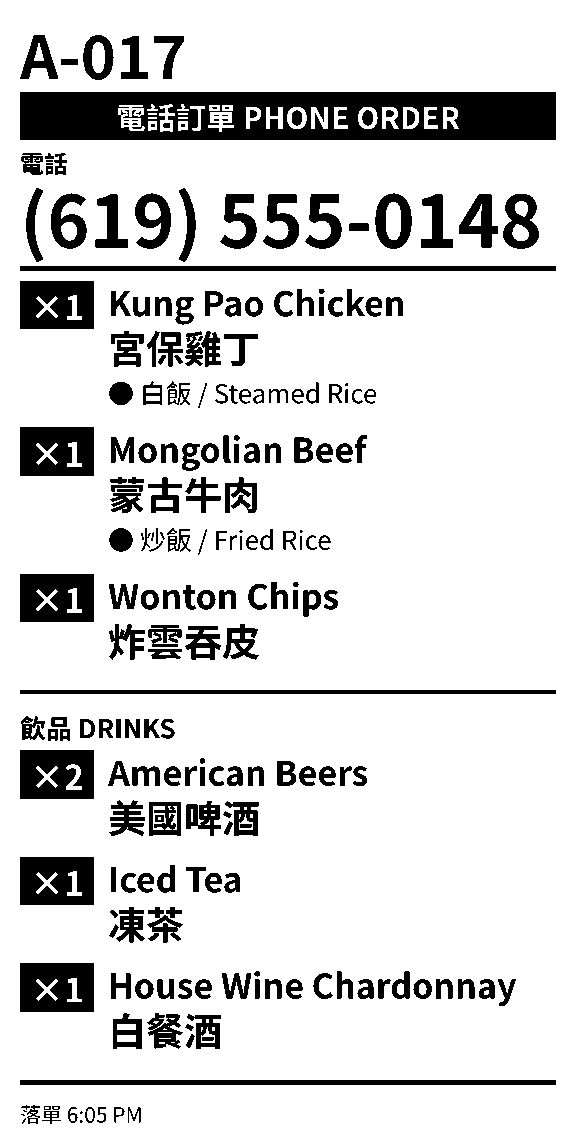 A-017
電話訂單 PHONE ORDER
電話
(619) 555-0148
×1 Kung Pao Chicken
宮保雞丁
● 白飯 / Steamed Rice
×1 Mongolian Beef
蒙古牛肉
● 炒飯 / Fried Rice
×1 Wonton Chips
炸雲吞皮
飲品 DRINKS
×2 American Beers
美國啤酒
×1 Iced Tea
凍茶
×1 House Wine Chardonnay
白餐酒
落單 6:05 PM